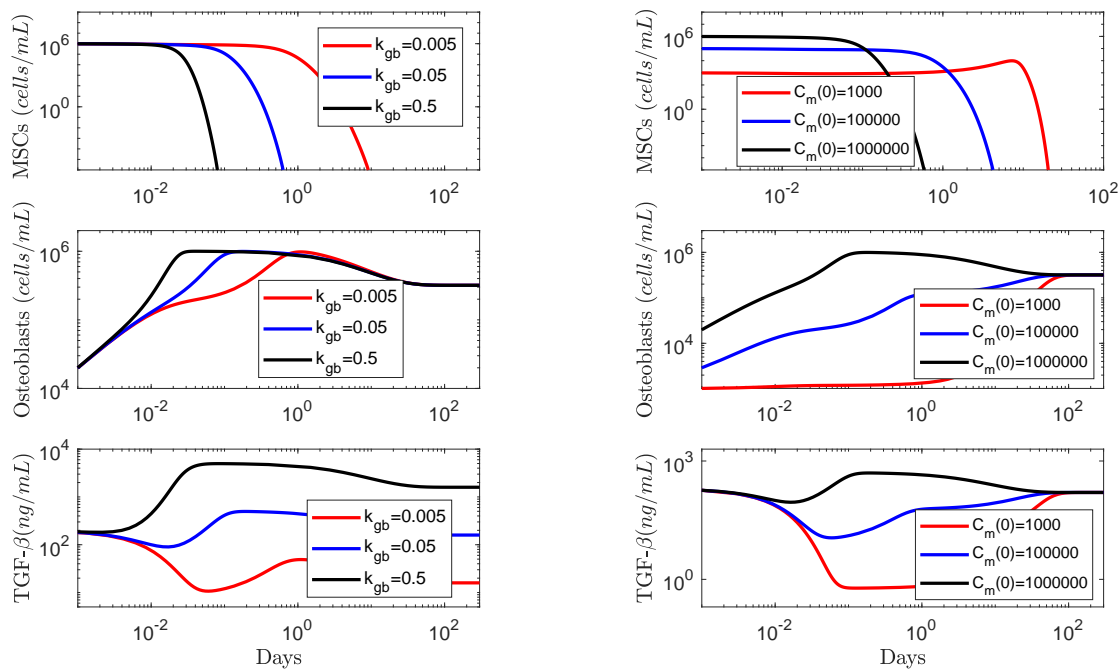 MSCs (cells/mL)
10^6
10^0
k_gb=0.005
k_gb=0.05
k_gb=0.5
10^-2 10^0 10^2
Osteoblasts (cells/mL)
10^6
10^4
k_gb=0.005
k_gb=0.05
k_gb=0.5
10^-2 10^0 10^2
TGF-β(ng/mL)
10^4
10^2
k_gb=0.005
k_gb=0.05
k_gb=0.5
10^-2 10^0 10^2
Days
MSCs (cells/mL)
10^6
10^0
C_m(0)=1000
C_m(0)=100000
C_m(0)=1000000
10^-2 10^0 10^2
Osteoblasts (cells/mL)
10^6
10^4
C_m(0)=1000
C_m(0)=100000
C_m(0)=1000000
10^-2 10^0 10^2
TGF-β(ng/mL)
10^3
10^0
C_m(0)=1000
C_m(0)=100000
C_m(0)=1000000
10^-2 10^0 10^2
Days